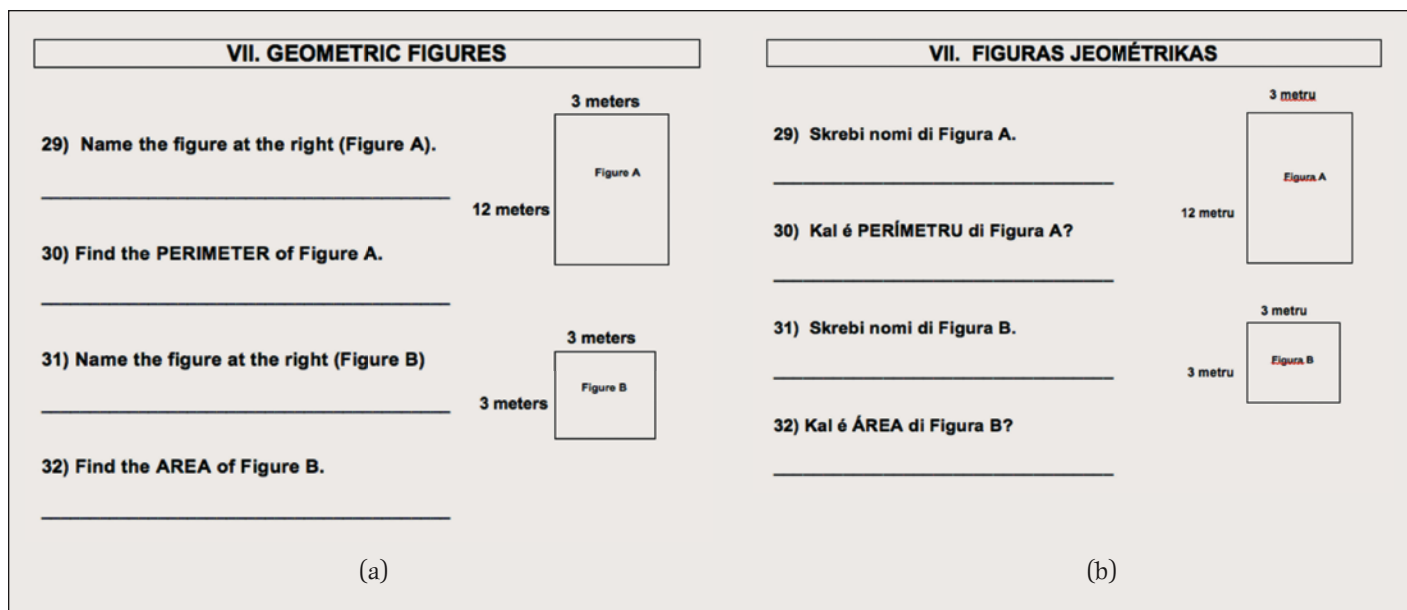 VII. GEOMETRIC FIGURES
3 meters
29) Name the figure at the right (Figure A).
Figure A
12 meters
30) Find the PERIMETER of Figure A.
3 meters
31) Name the figure at the right (Figure B)
Figure B
3 meters
32) Find the AREA of Figure B.
(a)
VII. FIGURAS JEOMÉTRIKAS
3 metru
29) Skrebi nomi di Figura A.
Figura A
12 metru
30) Kal é PERÍMETRU di Figura A?
3 metru
31) Skrebi nomi di Figura B.
Figura B
3 metru
32) Kal é ÁREA di Figura B?
(b)